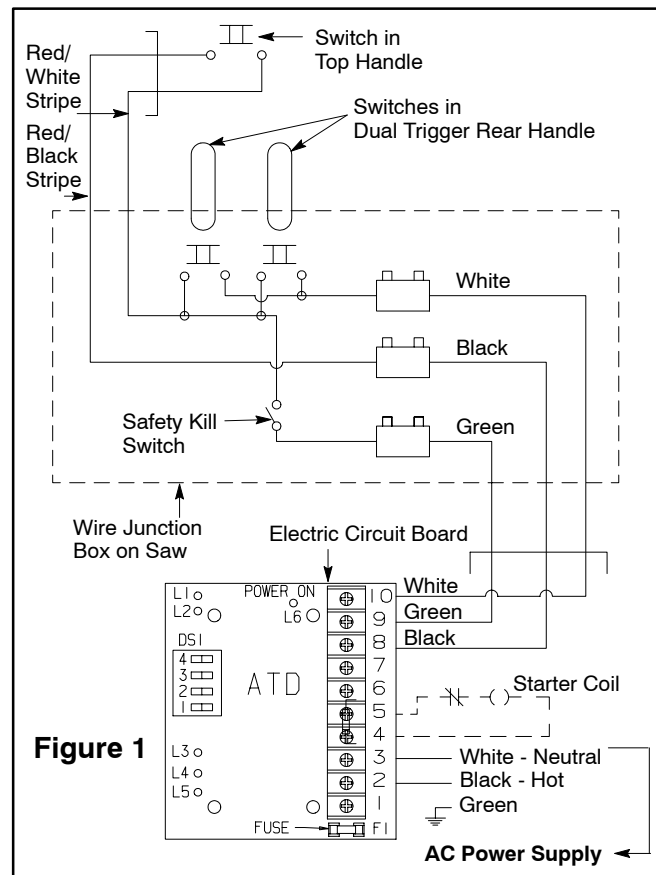 Switch in
Top Handle
Red/
White
Stripe
Red/
Black
Stripe
Switches in
Dual Trigger Rear Handle
White
Black
Green
Safety Kill
Switch
Wire Junction
Box on Saw
Electric Circuit Board
POWER ON
L1
L2
L6
DS1
4
3
2
1
ATD
L3
L4
L5
10 White
9 Green
8 Black
7
6
5
4
3 White - Neutral
2 Black - Hot
1 Green
Starter Coil
FUSE F1
AC Power Supply
Figure 1